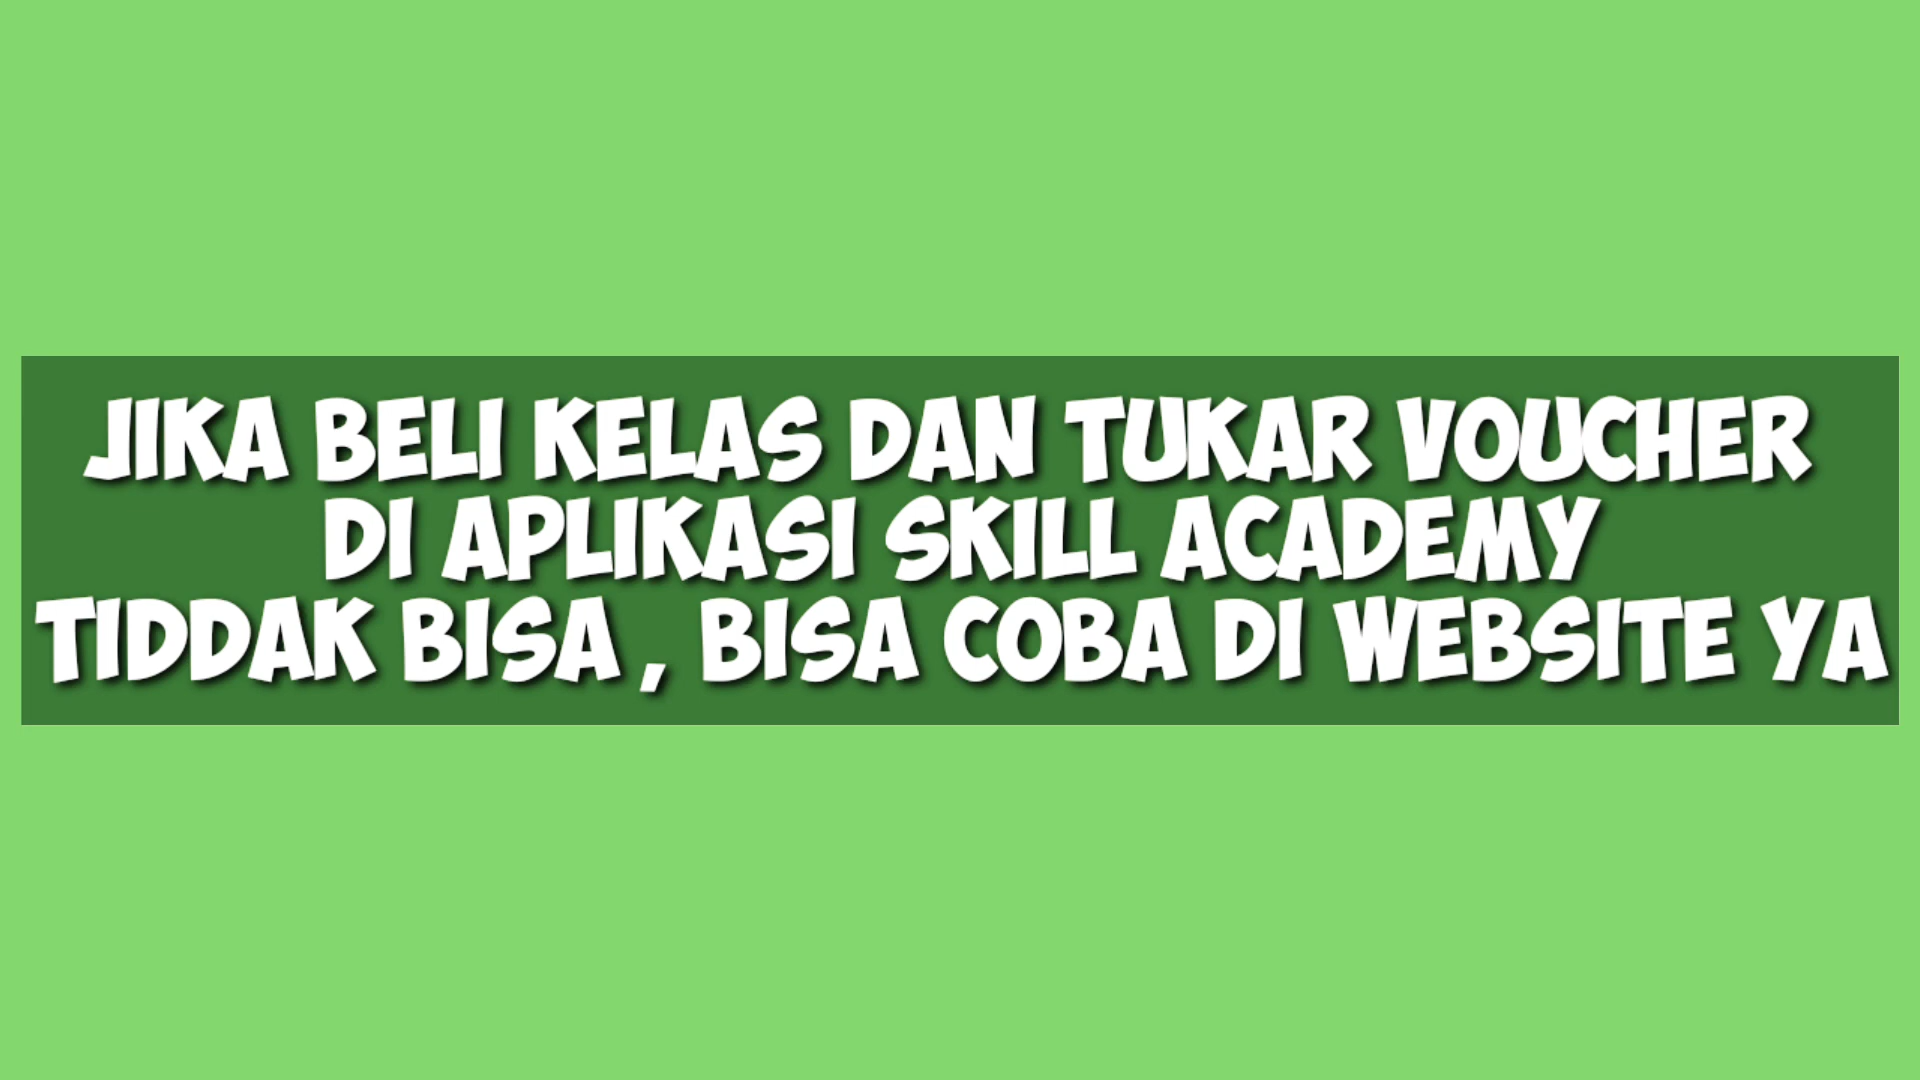 JIKA BELI KELAS DAN TUKAR VOUCHER
DI APLIKASI SKILL ACADEMY
TIDDAK BISA , BISA COBA DI WEBSITE YA